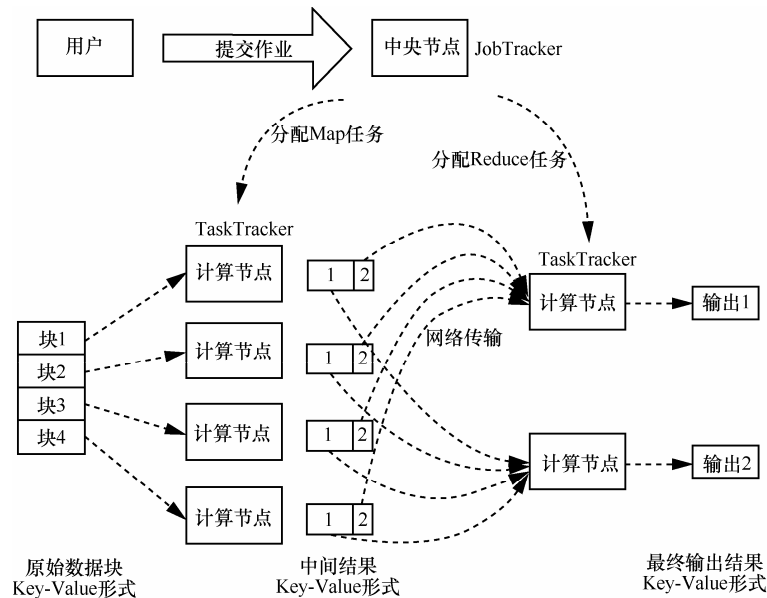 用户
提交作业
中央节点
JobTracker
分配Map任务
分配Reduce任务
TaskTracker
TaskTracker
计算节点
1 2
计算节点
输出1
网络传输
块1
块2
块3
块4
计算节点
1 2
计算节点
1 2
计算节点
输出2
计算节点
1 2
原始数据块
Key-Value形式
中间结果
Key-Value形式
最终输出结果
Key-Value形式